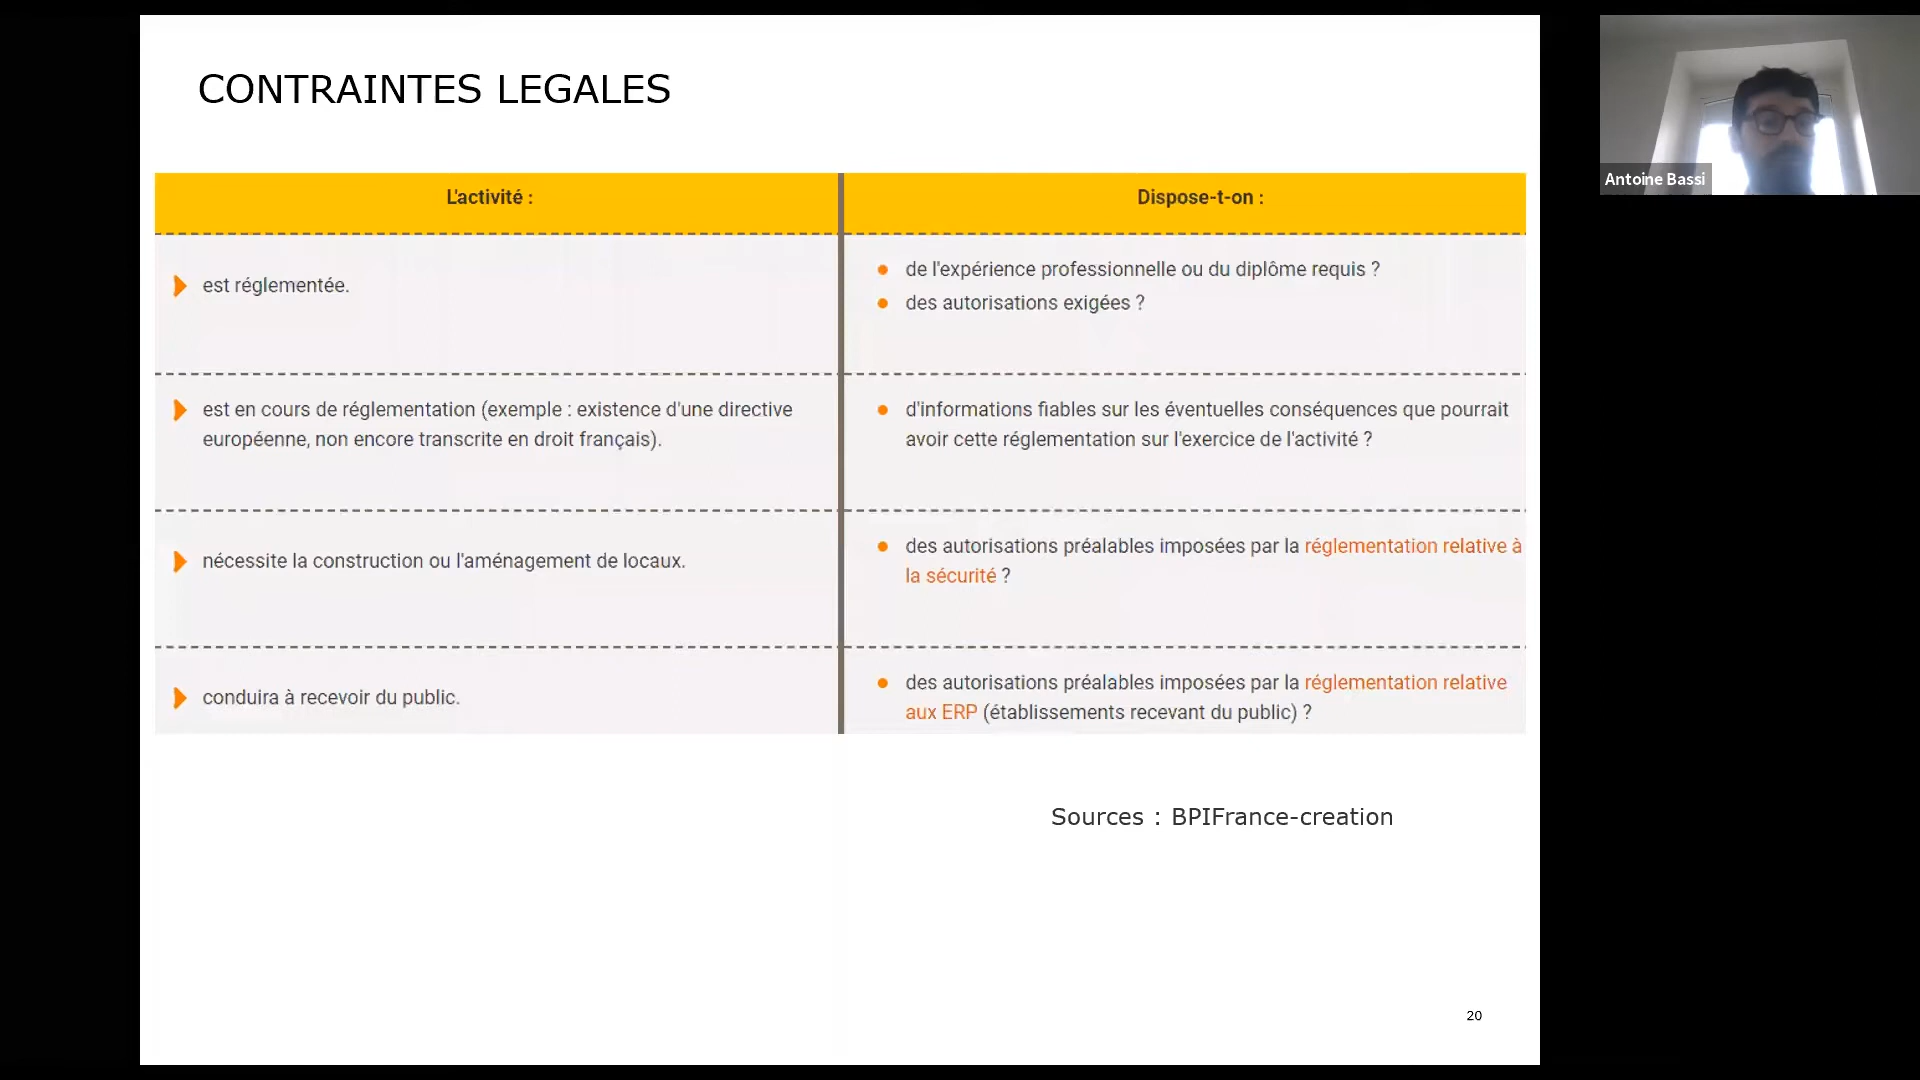 CONTRAINTES LEGALES
L'activité :
Dispose-t-on :
est réglementée.
de l'expérience professionnelle ou du diplôme requis ?
des autorisations exigées ?
est en cours de réglementation (exemple : existence d'une directive
européenne, non encore transcrite en droit français).
d'informations fiables sur les éventuelles conséquences que pourrait
avoir cette réglementation sur l'exercice de l'activité ?
nécessite la construction ou l'aménagement de locaux.
des autorisations préalables imposées par la réglementation relative à
la sécurité ?
conduira à recevoir du public.
des autorisations préalables imposées par la réglementation relative
aux ERP (établissements recevant du public) ?
Sources : BPIFrance-creation
20
Antoine Bassi